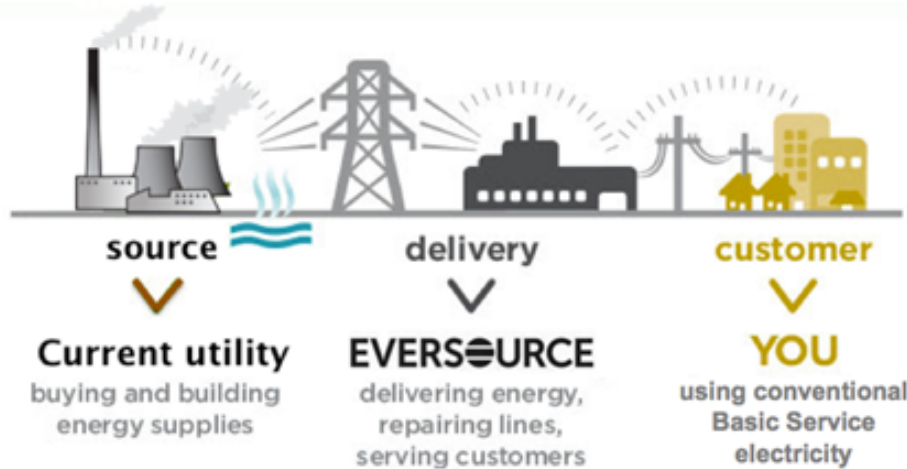 source
delivery
customer
Current utility
buying and building
energy supplies
EVERSOURCE
delivering energy,
repairing lines,
serving customers
YOU
using conventional
Basic Service
electricity